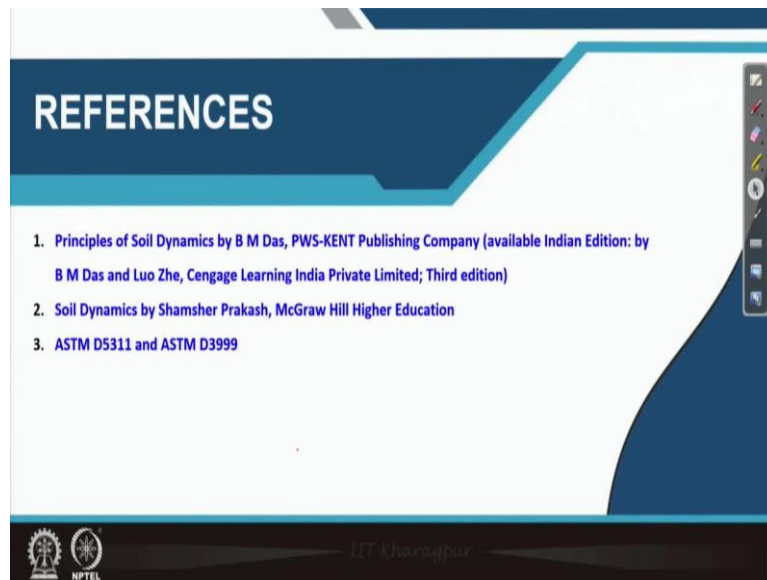 REFERENCES
1. Principles of Soil Dynamics by B M Das, PWS-KENT Publishing Company (available Indian Edition: by
B M Das and Luo Zhe, Cengage Learning India Private Limited; Third edition)
2. Soil Dynamics by Shamsher Prakash, McGraw Hill Higher Education
3. ASTM D5311 and ASTM D3999
IIT Kharagpur
NPTEL